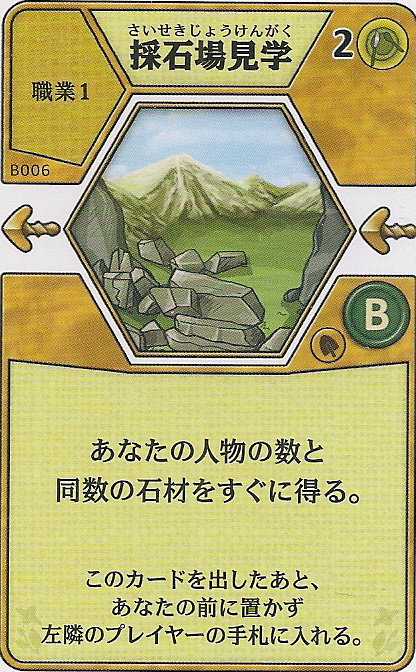 さいせきじょうけんがく
採石場見学
2
職業1
B006
B
あなたの人物の数と
同数の石材をすぐに得る。
このカードを出したあと、
あなたの前に置かず
左隣のプレイヤーの手札に入れる。